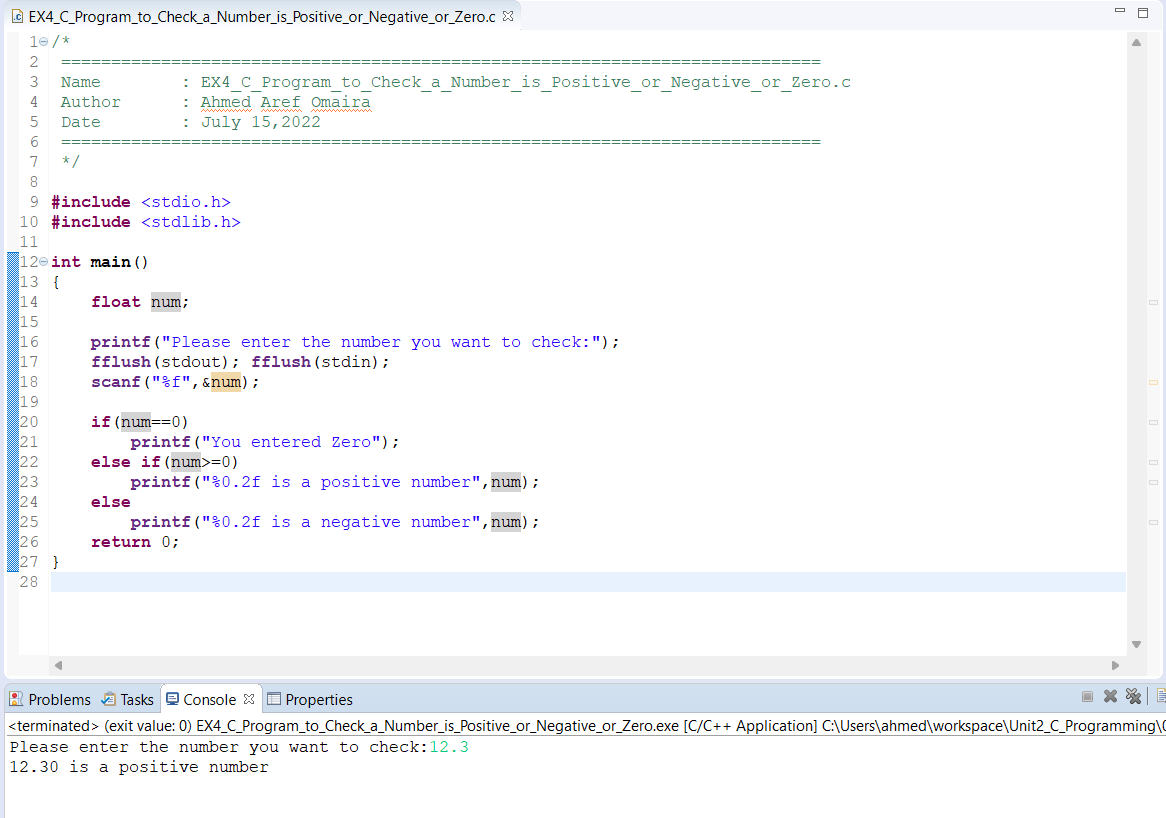 EX4_C_Program_to_Check_a_Number_is_Positive_or_Negative_or_Zero.c
1 /*
2 ============================================================================
3 Name        : EX4_C_Program_to_Check_a_Number_is_Positive_or_Negative_or_Zero.c
4 Author      : Ahmed Aref Omaira
5 Date        : July 15,2022
6 ============================================================================
7 */
8
9 #include <stdio.h>
10 #include <stdlib.h>
11
12 int main()
13 {
14     float num;
15
16     printf("Please enter the number you want to check:");
17     fflush(stdout); fflush(stdin);
18     scanf("%f",&num);
19
20     if(num==0)
21         printf("You entered Zero");
22     else if(num>=0)
23         printf("%0.2f is a positive number",num);
24     else
25         printf("%0.2f is a negative number",num);
26     return 0;
27 }
28
Problems Tasks Console Properties
<terminated> (exit value: 0) EX4_C_Program_to_Check_a_Number_is_Positive_or_Negative_or_Zero.exe [C/C++ Application] C:\Users\ahmed\workspace\Unit2_C_Programming\
Please enter the number you want to check:12.3
12.30 is a positive number